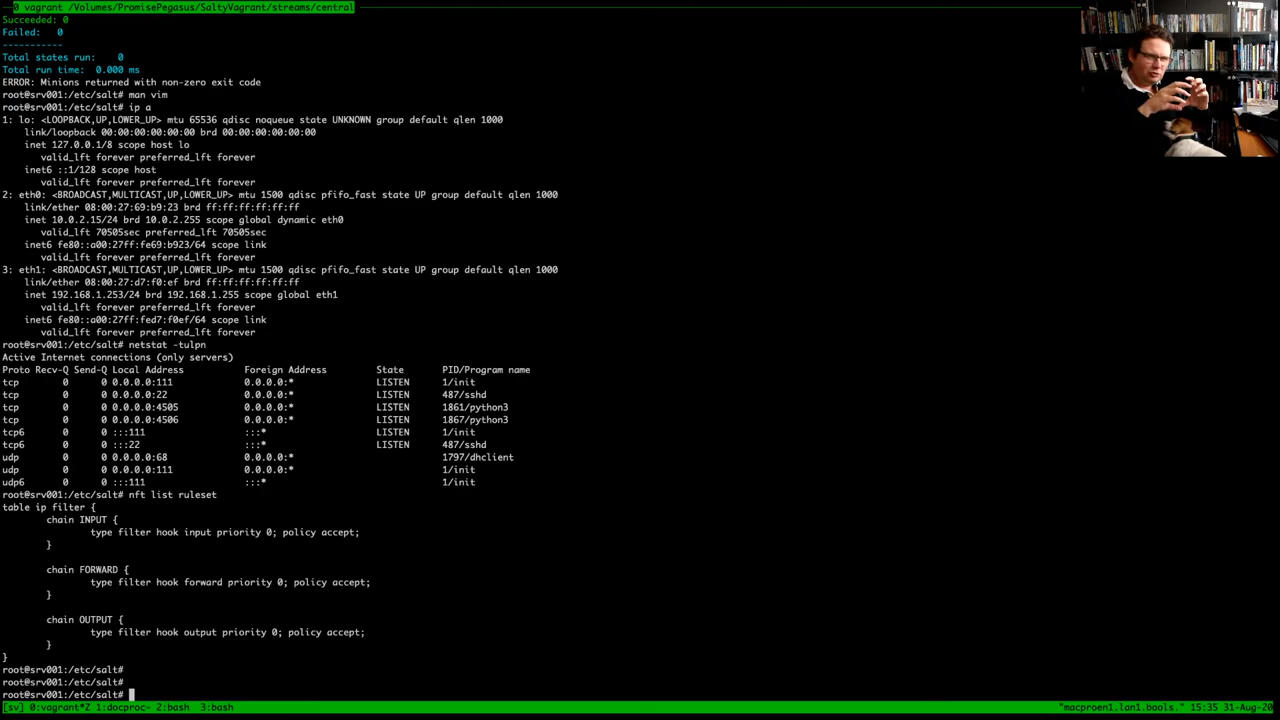 0 vagrant /Volumes/PromisePegasus/SaltyVagrant/streams/central
Succeeded: 0
Failed:   0
-----------
Total states run:    0
Total run time:  0.000 ms
ERROR: Minions returned with non-zero exit code
root@srv001:/etc/salt# man vim
root@srv001:/etc/salt# ip a
1: lo: <LOOPBACK,UP,LOWER_UP> mtu 65536 qdisc noqueue state UNKNOWN group default qlen 1000
    link/loopback 00:00:00:00:00:00 brd 00:00:00:00:00:00
    inet 127.0.0.1/8 scope host lo
       valid_lft forever preferred_lft forever
    inet6 ::1/128 scope host
       valid_lft forever preferred_lft forever
2: eth0: <BROADCAST,MULTICAST,UP,LOWER_UP> mtu 1500 qdisc pfifo_fast state UP group default qlen 1000
    link/ether 08:00:27:69:b9:23 brd ff:ff:ff:ff:ff:ff
    inet 10.0.2.15/24 brd 10.0.2.255 scope global dynamic eth0
       valid_lft 70505sec preferred_lft 70505sec
    inet6 fe80::a00:27ff:fe69:b923/64 scope link
       valid_lft forever preferred_lft forever
3: eth1: <BROADCAST,MULTICAST,UP,LOWER_UP> mtu 1500 qdisc pfifo_fast state UP group default qlen 1000
    link/ether 08:00:27:d7:f0:ef brd ff:ff:ff:ff:ff:ff
    inet 192.168.1.253/24 brd 192.168.1.255 scope global eth1
       valid_lft forever preferred_lft forever
    inet6 fe80::a00:27ff:fed7:f0ef/64 scope link
       valid_lft forever preferred_lft forever
root@srv001:/etc/salt# netstat -tulpn
Active Internet connections (only servers)
Proto Recv-Q Send-Q Local Address           Foreign Address         State       PID/Program name
tcp        0      0 0.0.0.0:111             0.0.0.0:*               LISTEN      1/init
tcp        0      0 0.0.0.0:22              0.0.0.0:*               LISTEN      487/sshd
tcp        0      0 0.0.0.0:4505            0.0.0.0:*               LISTEN      1861/python3
tcp        0      0 0.0.0.0:4506            0.0.0.0:*               LISTEN      1867/python3
tcp6       0      0 :::111                  :::*                    LISTEN      1/init
tcp6       0      0 :::22                   :::*                    LISTEN      487/sshd
udp        0      0 0.0.0.0:68              0.0.0.0:*                           1797/dhclient
udp        0      0 0.0.0.0:111             0.0.0.0:*                           1/init
udp6       0      0 :::111                  :::*                                1/init
root@srv001:/etc/salt# nft list ruleset
table ip filter {
        chain INPUT {
                type filter hook input priority 0; policy accept;
        }
        chain FORWARD {
                type filter hook forward priority 0; policy accept;
        }
        chain OUTPUT {
                type filter hook output priority 0; policy accept;
        }
}
root@srv001:/etc/salt#
root@srv001:/etc/salt#
root@srv001:/etc/salt#
[sv] 0:vagrant*Z 1:docproc- 2:bash  3:bash "macproen1.lan1.bools." 15:35 31-Aug-20